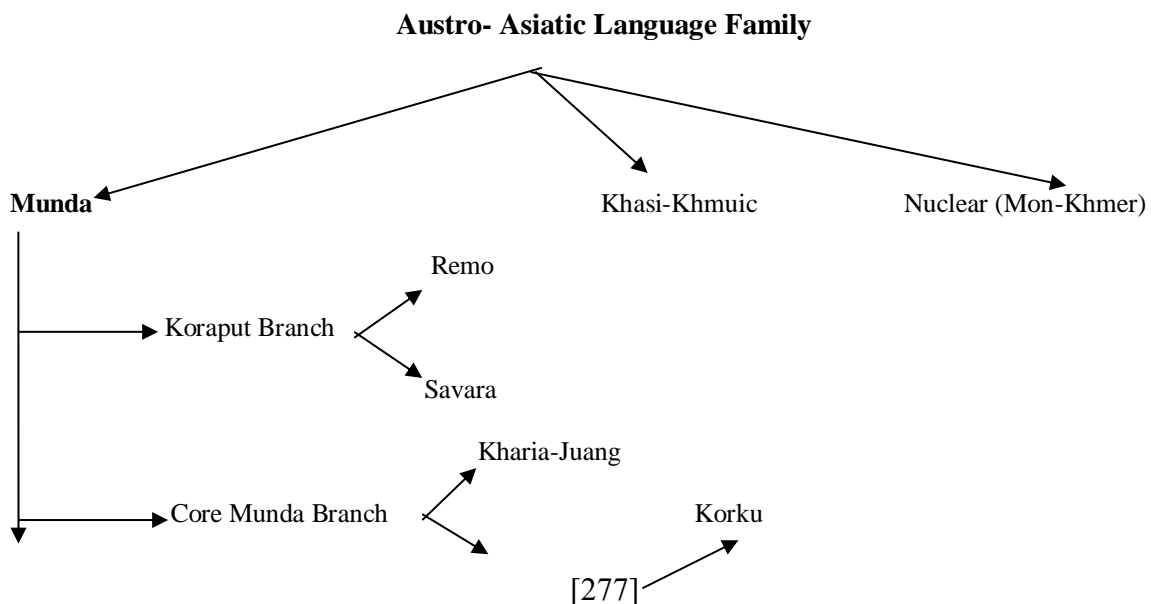 Austro- Asiatic Language Family
Munda Khasi-Khmuic Nuclear (Mon-Khmer)
Remo
Koraput Branch
Savara
Kharia-Juang
Core Munda Branch Korku
[277]